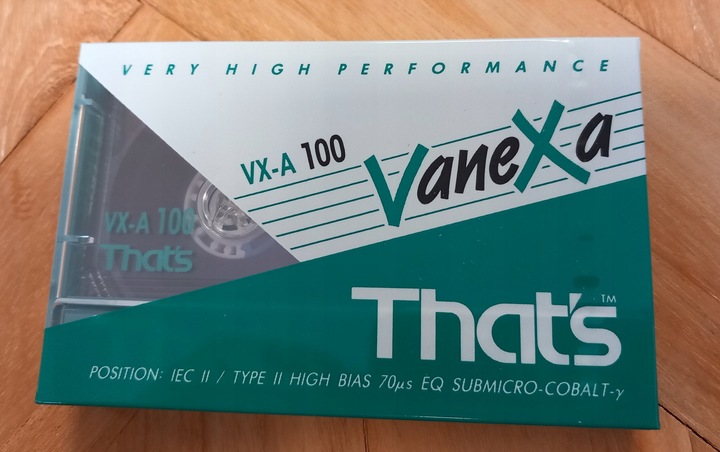 VERY HIGH PERFORMANCE
VX-A 100
VaneXa
VX-A 100
That's
That's™
POSITION: IEC II / TYPE II HIGH BIAS 70µs EQ SUBMICRO-COBALT-γ